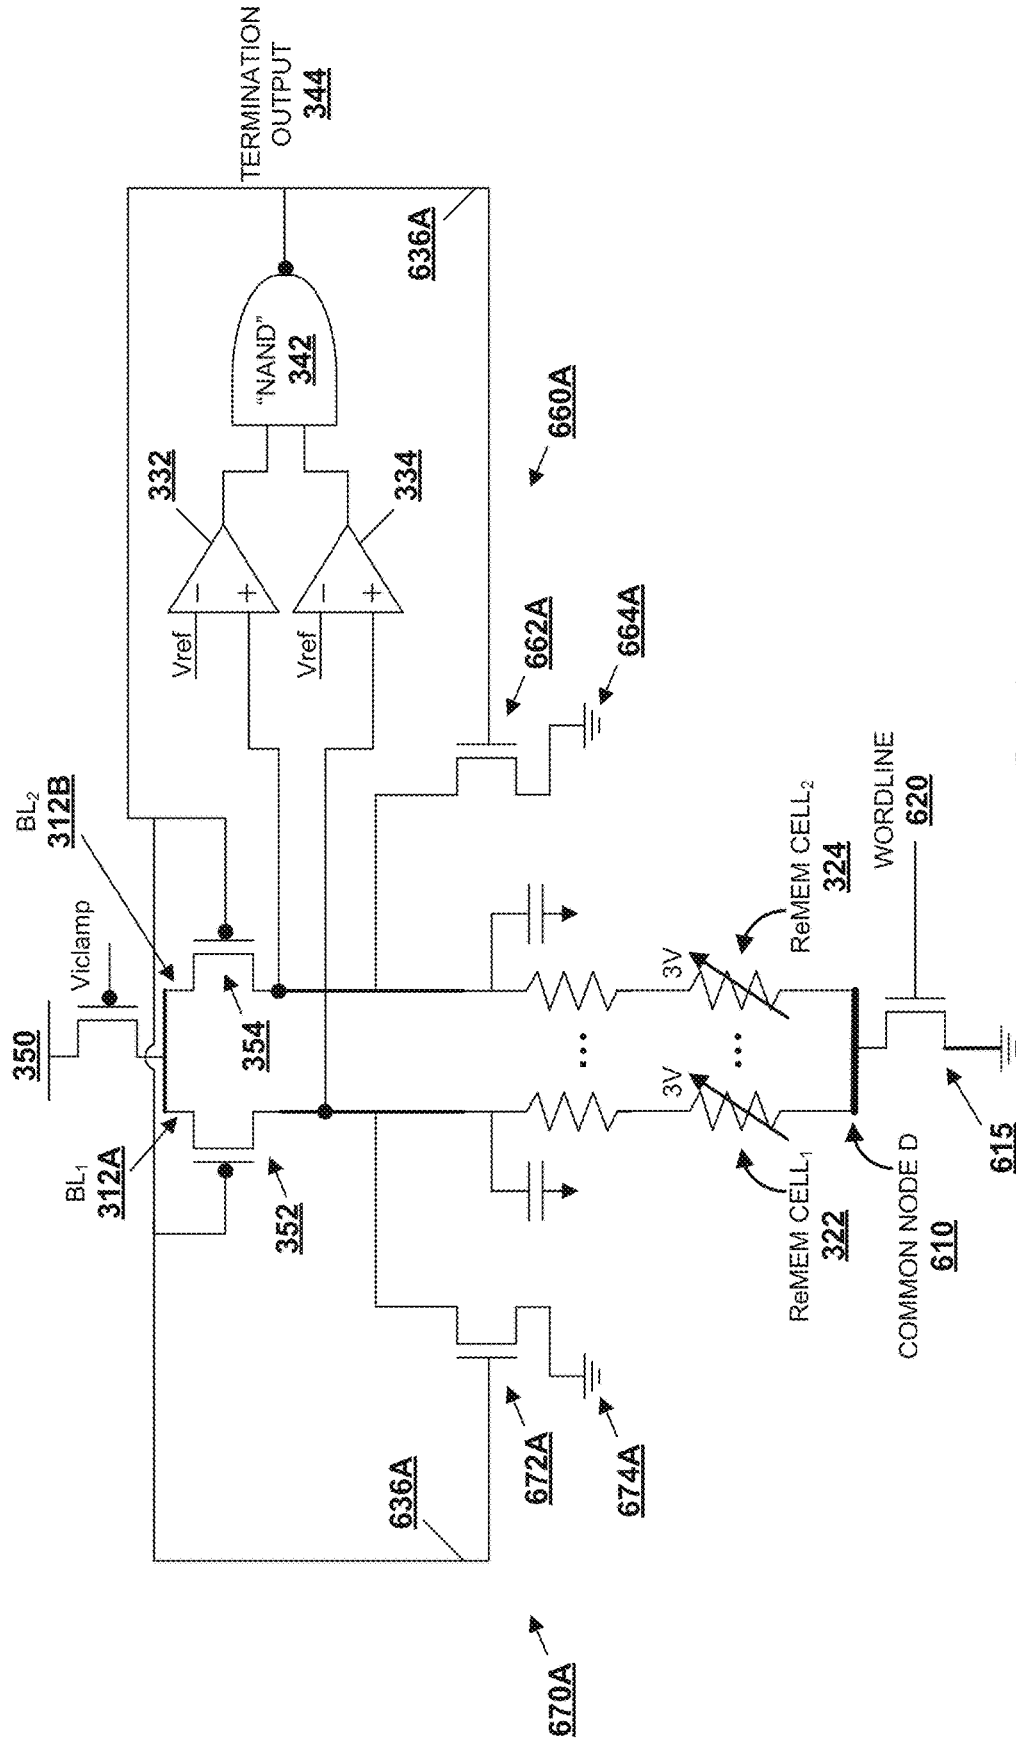 350
Viclamp
BL₂
312B
BL₁
312A
352
354
Vref
−
+
332
Vref
−
+
334
"NAND"
342
TERMINATION
OUTPUT
344
636A
636A
660A
662A
664A
670A
672A
674A
...
3V
3V
...
ReMEM CELL₁
322
ReMEM CELL₂
324
COMMON NODE D
610
615
WORDLINE
620